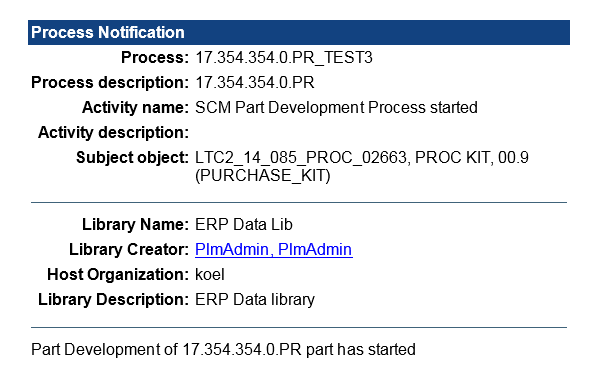 Process Notification
Process: 17.354.354.0.PR_TEST3
Process description: 17.354.354.0.PR
Activity name: SCM Part Development Process started
Activity description:
Subject object: LTC2_14_085_PROC_02663, PROC KIT, 00.9
(PURCHASE_KIT)
Library Name: ERP Data Lib
Library Creator: PlmAdmin, PlmAdmin
Host Organization: koel
Library Description: ERP Data library
Part Development of 17.354.354.0.PR part has started